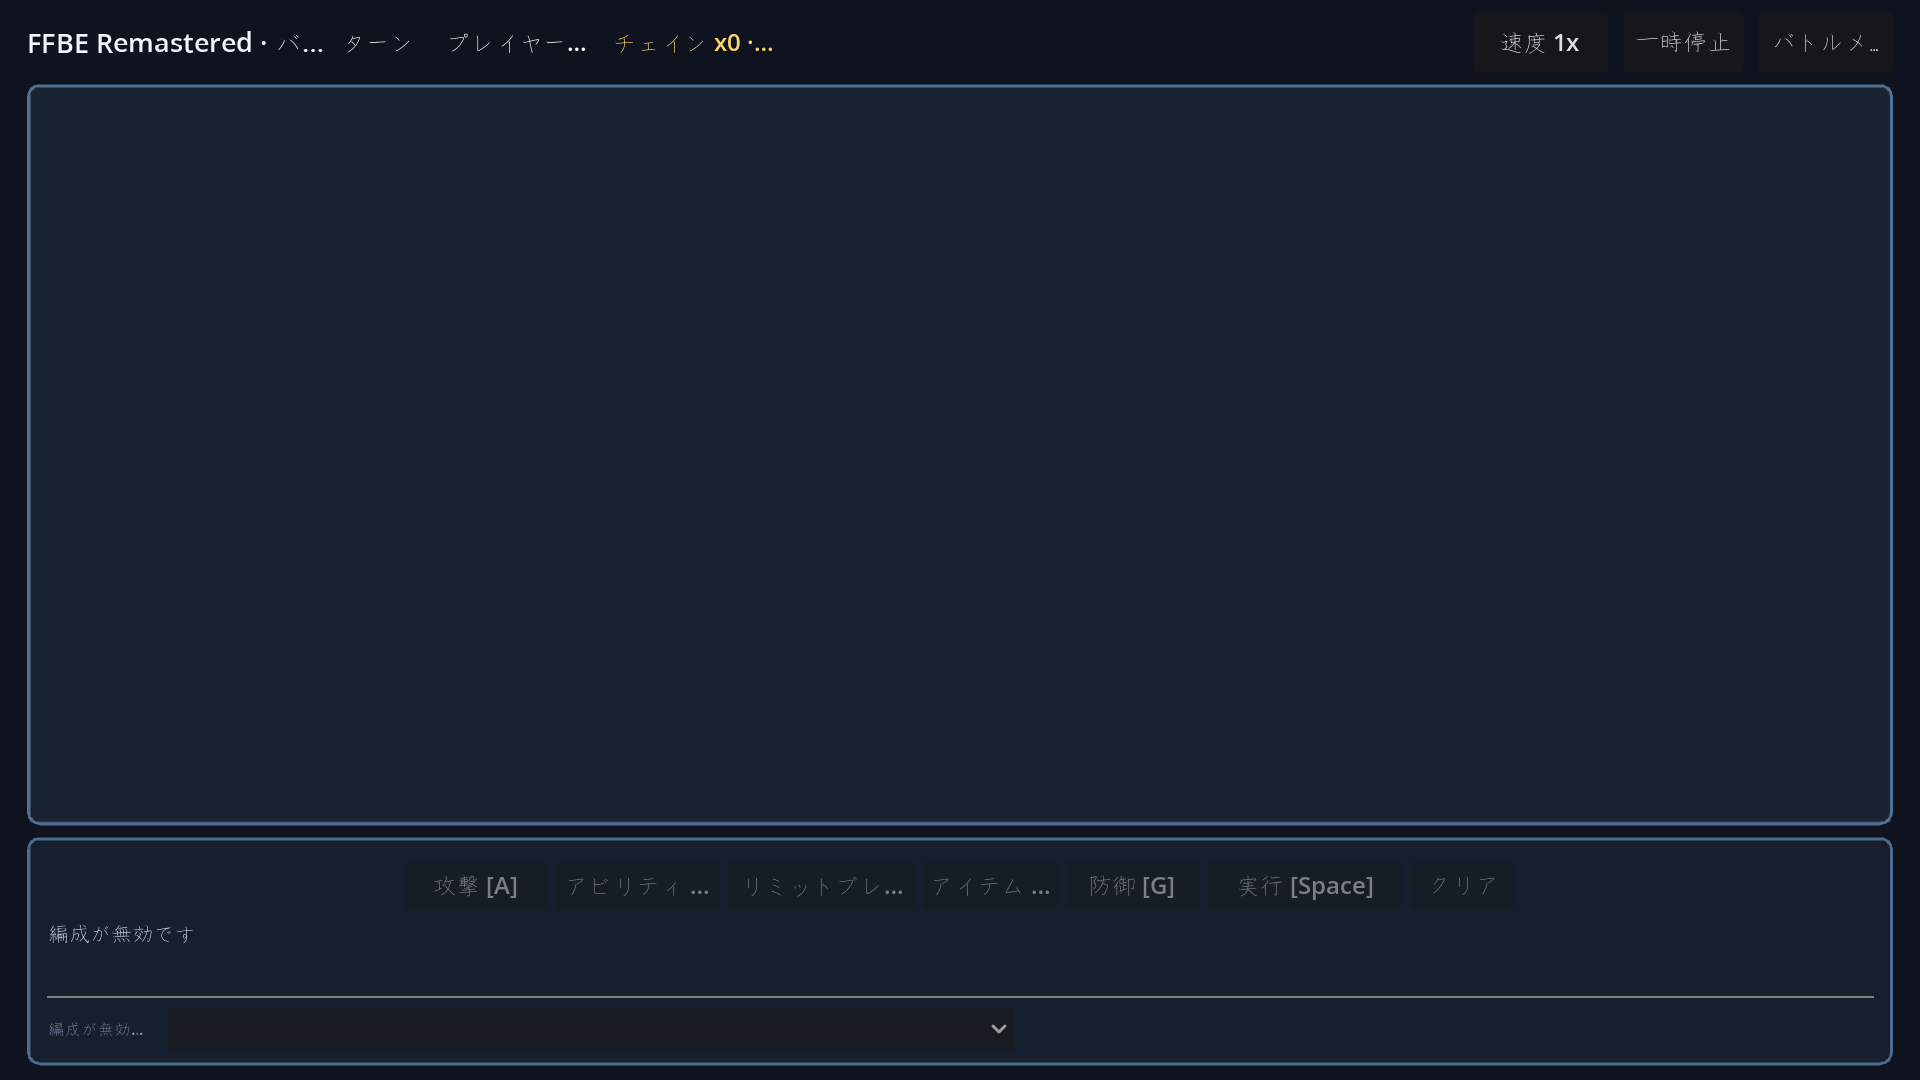 FFBE Remastered · バ... ターン プレイヤー... チェイン x0 ·... 速度 1x 一時停止 バトルメ...
攻撃 [A] アビリティ ... リミットブレ... アイテム ... 防御 [G] 実行 [Space] クリア
編成が無効です
編成が無効...